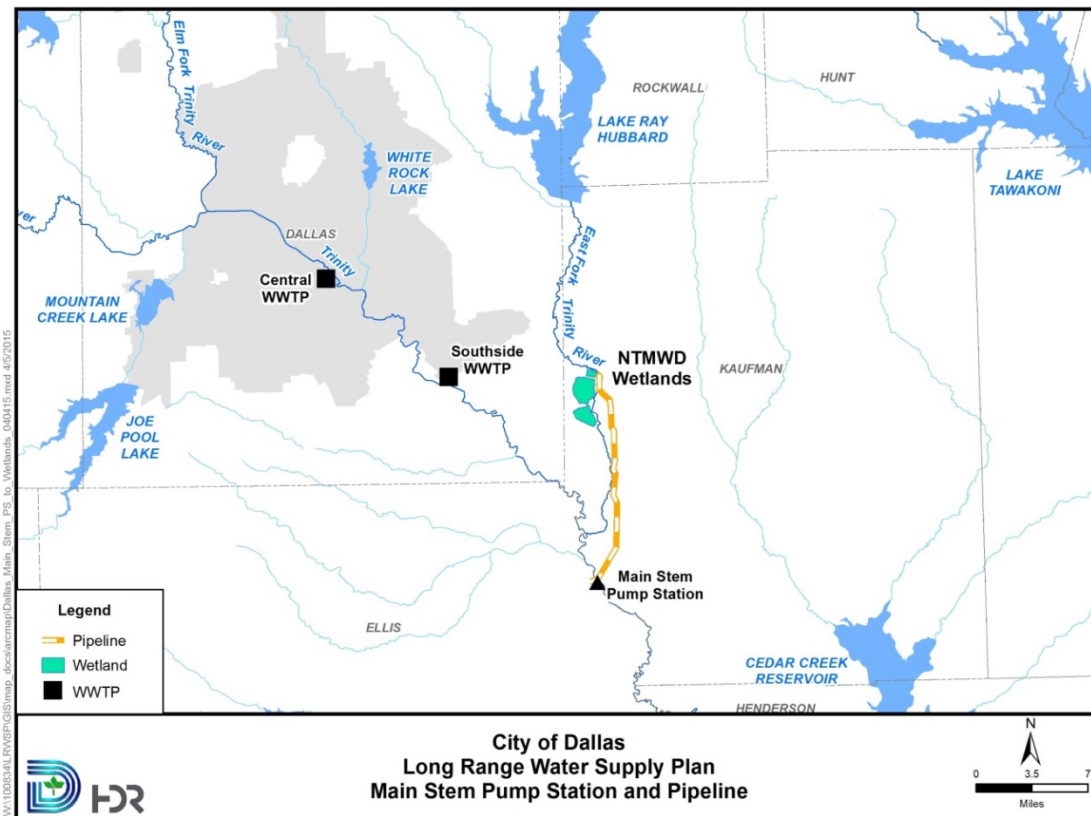 Elm Fork Trinity
River
HUNT
ROCKWALL
LAKE RAY
HUBBARD
WHITE
ROCK
LAKE
LAKE
TAWAKONI
DALLAS
Trinity
East Fork Trinity
River
Central
WWTP
MOUNTAIN
CREEK LAKE
Southside
WWTP
NTMWD
Wetlands
KAUFMAN
JOE
POOL
LAKE
Main Stem
Pump Station
ELLIS
CEDAR CREEK
RESERVOIR
HENDERSON
Legend
Pipeline
Wetland
WWTP
City of Dallas
Long Range Water Supply Plan
Main Stem Pump Station and Pipeline
N
0 3.5 7
Miles
HDR